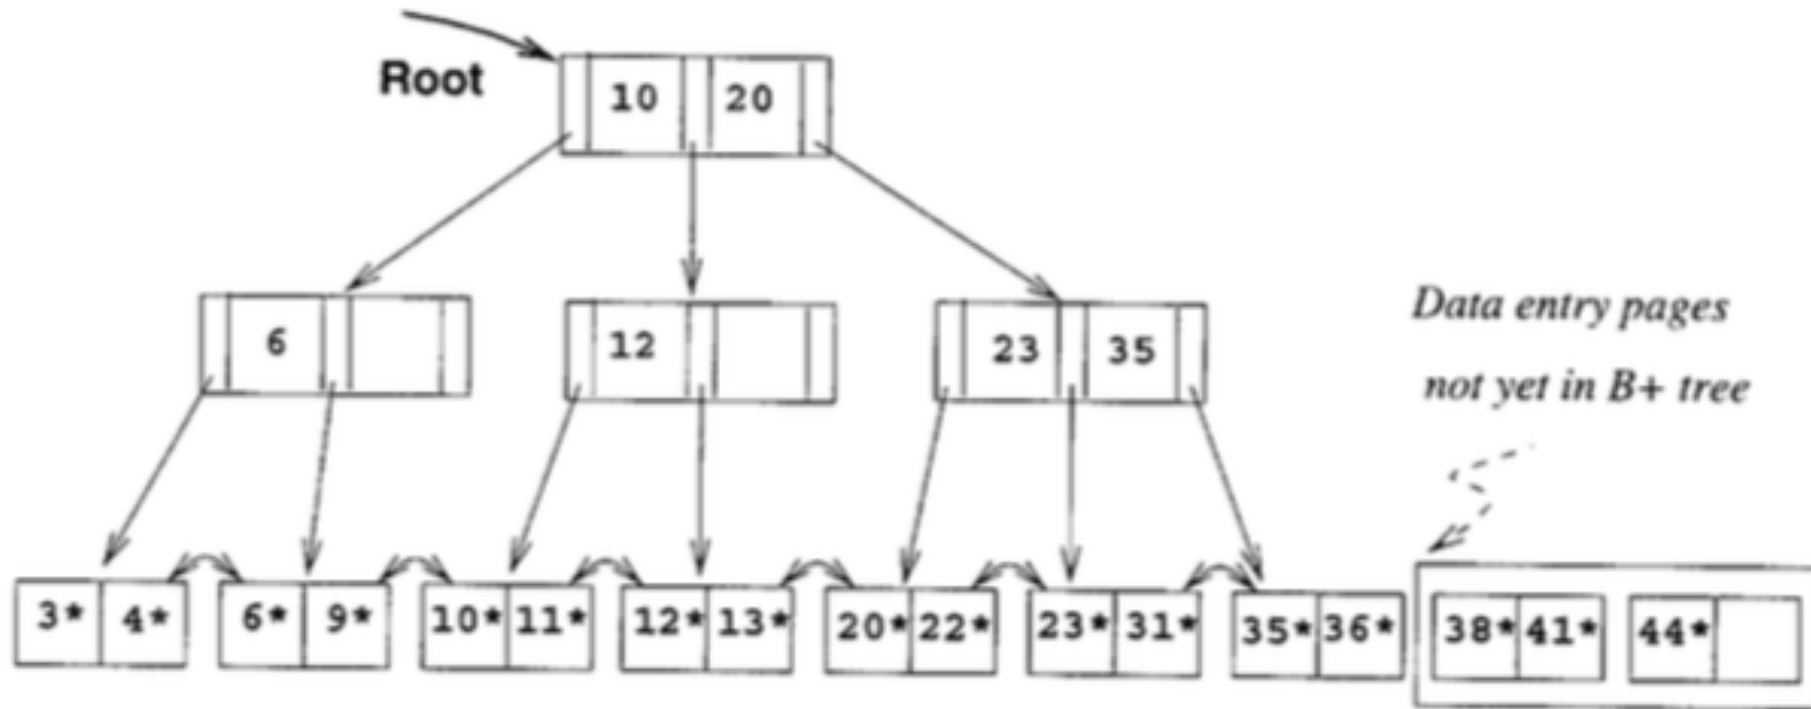 Root
10 20
6
12
23 35
Data entry pages
not yet in B+ tree
3* 4* 6* 9* 10* 11* 12* 13* 20* 22* 23* 31* 35* 36* 38* 41* 44*